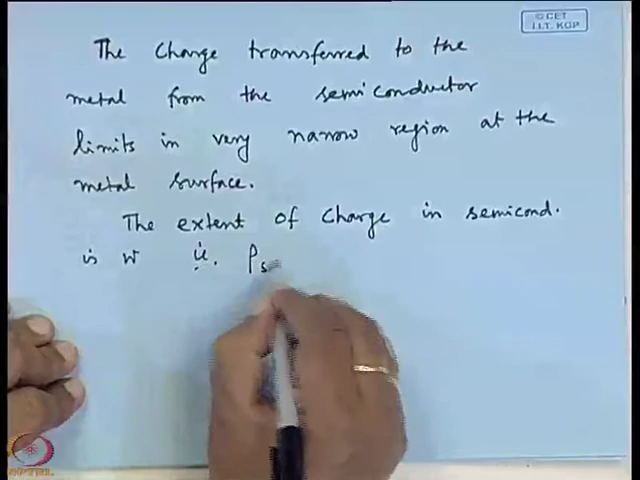 © CET
I.I.T. KGP
The Charge transferred to the
metal from the semiconductor
limits in very narrow region at the
metal surface.
The extent of charge in semicond.
is W i.e. ρs
NPTEL